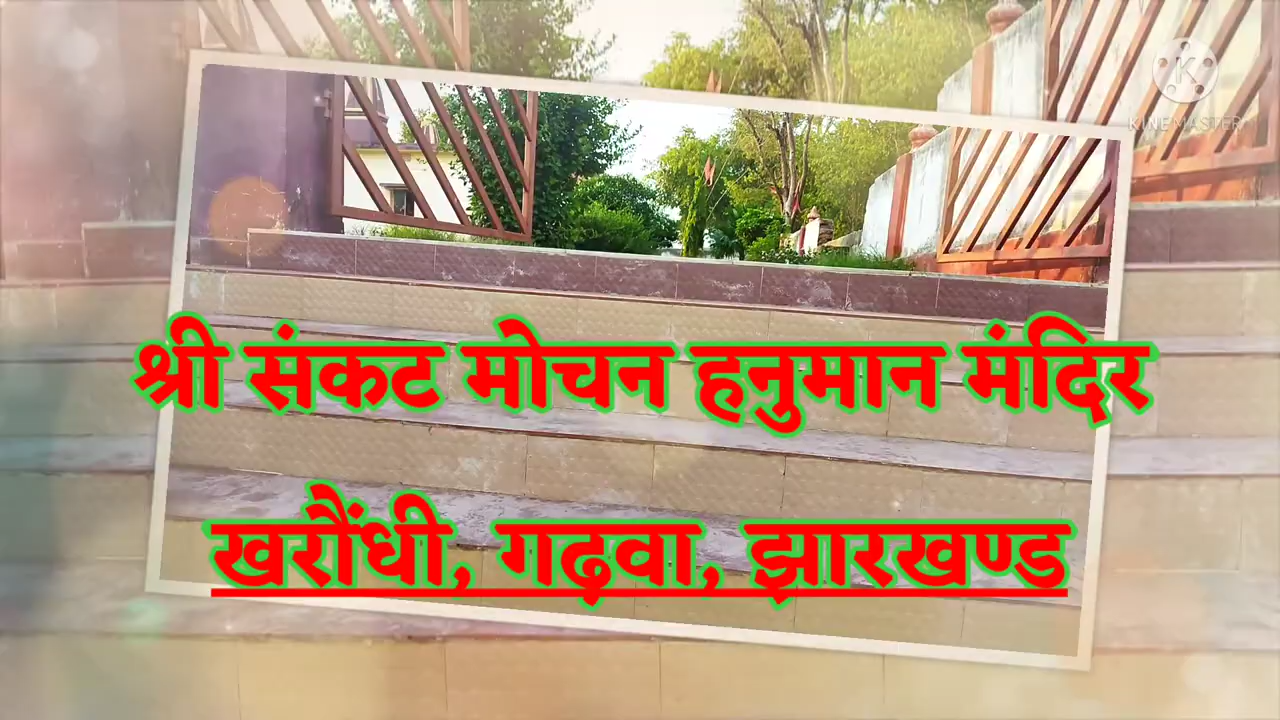 KINEMASTER
श्री संकट मोचन हनुमान मंदिर
खरौंधी, गढ़वा, झारखण्ड